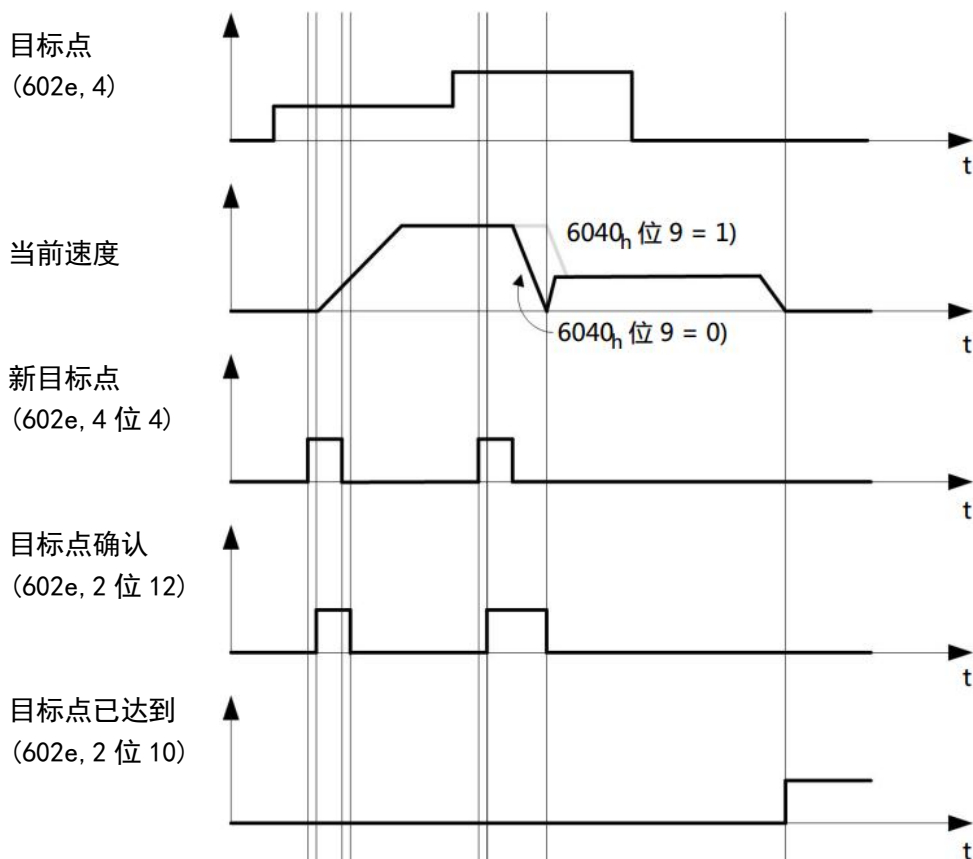 目标点
(602e, 4)
t
当前速度
6040h 位 9 = 1)
6040h 位 9 = 0)
t
新目标点
(602e, 4 位 4)
t
目标点确认
(602e, 2 位 12)
t
目标点已达到
(602e, 2 位 10)
t